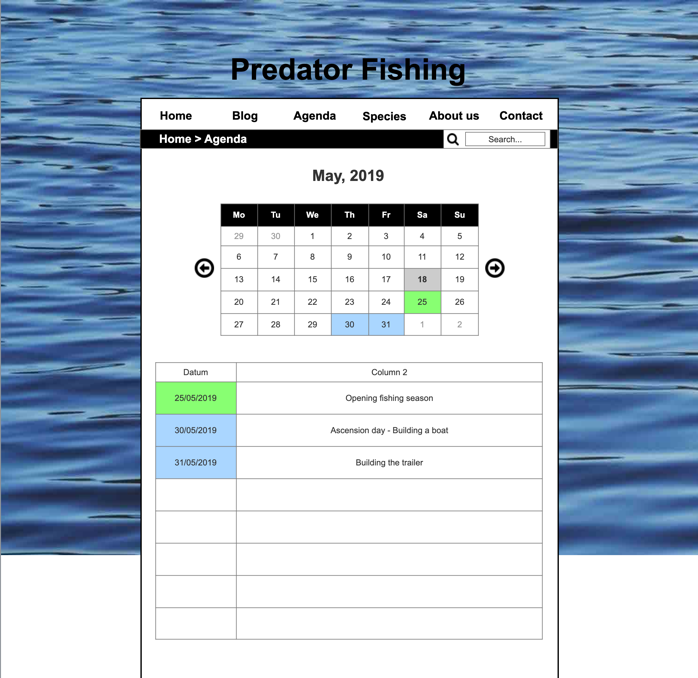 Predator Fishing
Home Blog Agenda Species About us Contact
Home > Agenda Search...
May, 2019
Mo Tu We Th Fr Sa Su
29 30 1 2 3 4 5
6 7 8 9 10 11 12
13 14 15 16 17 18 19
20 21 22 23 24 25 26
27 28 29 30 31 1 2
Datum Column 2
25/05/2019 Opening fishing season
30/05/2019 Ascension day - Building a boat
31/05/2019 Building the trailer